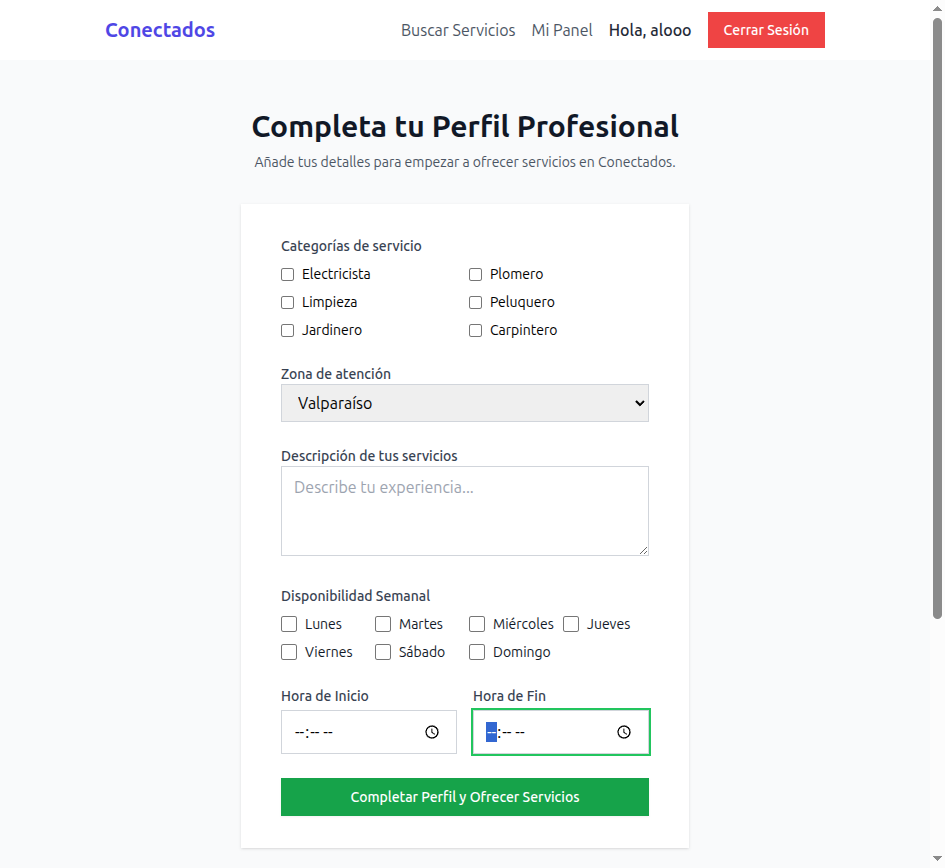 Conectados
Buscar Servicios Mi Panel Hola, alooo Cerrar Sesión
Completa tu Perfil Profesional
Añade tus detalles para empezar a ofrecer servicios en Conectados.
Categorías de servicio
Electricista Plomero
Limpieza Peluquero
Jardinero Carpintero
Zona de atención
Valparaíso
Descripción de tus servicios
Describe tu experiencia...
Disponibilidad Semanal
Lunes Martes Miércoles Jueves
Viernes Sábado Domingo
Hora de Inicio Hora de Fin
--:-- -- --:-- --
Completar Perfil y Ofrecer Servicios